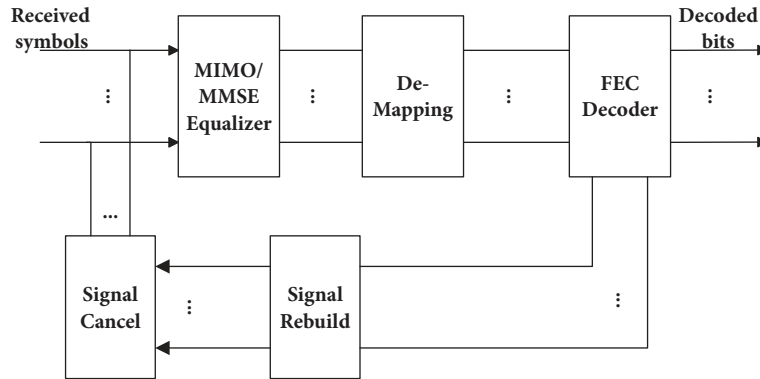 Received
symbols
Decoded
bits
MIMO/
MMSE
Equalizer
De-
Mapping
FEC
Decoder
...
...
...
...
Signal
Cancel
...
Signal
Rebuild
...